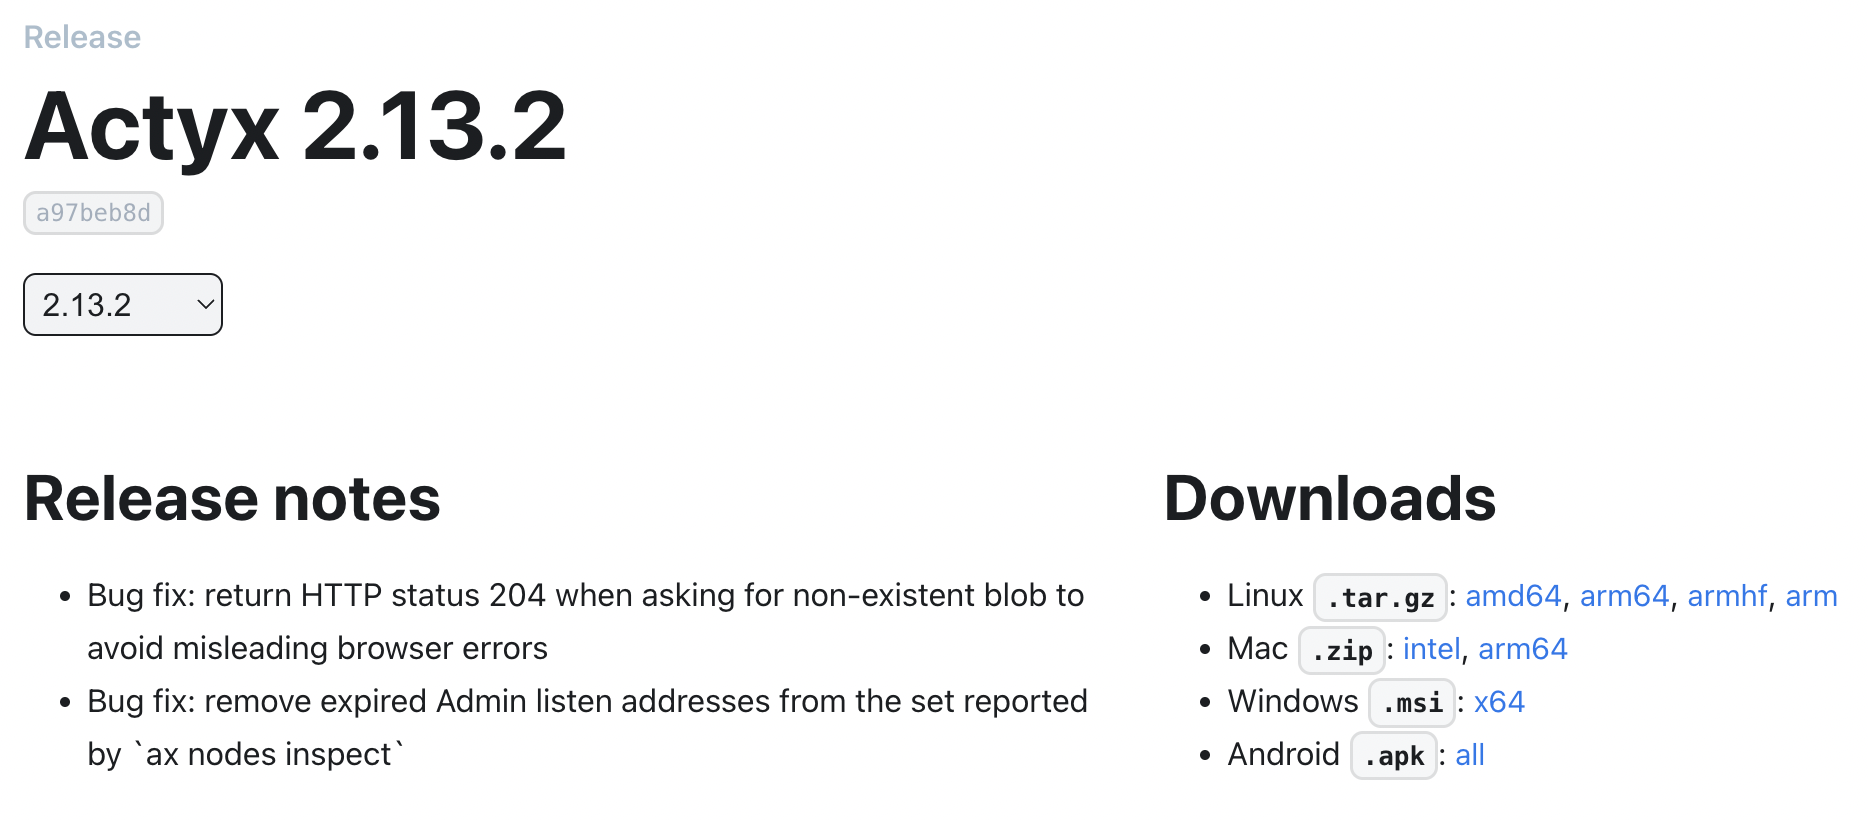 Release
Actyx 2.13.2
a97beb8d
2.13.2
Release notes
• Bug fix: return HTTP status 204 when asking for non-existent blob to
avoid misleading browser errors
• Bug fix: remove expired Admin listen addresses from the set reported
by `ax nodes inspect`
Downloads
• Linux .tar.gz: amd64, arm64, armhf, arm
• Mac .zip: intel, arm64
• Windows .msi: x64
• Android .apk: all